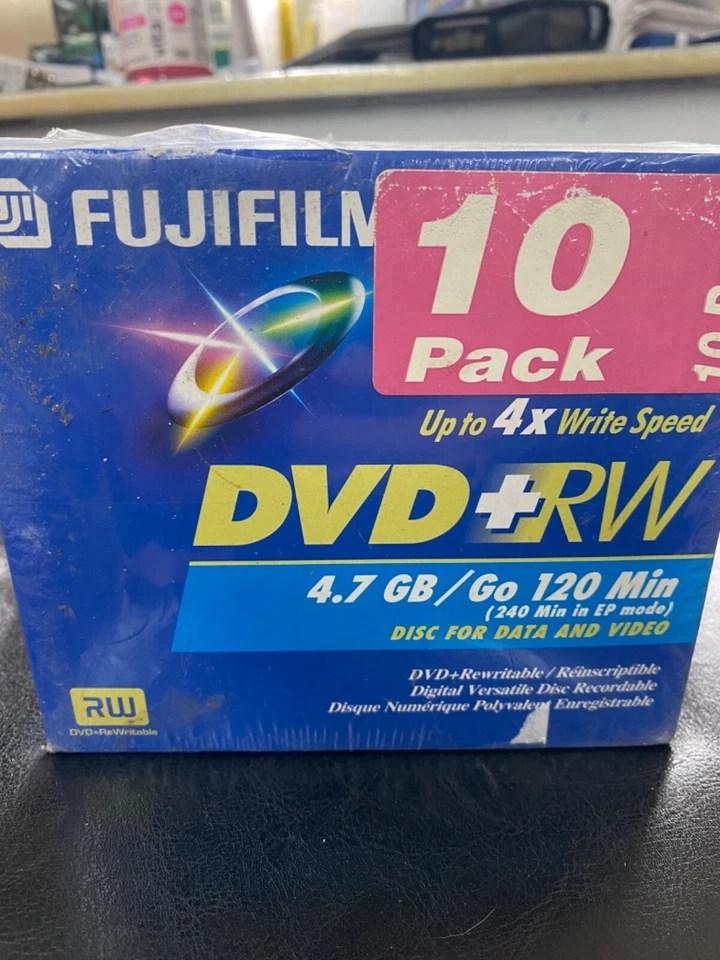 FUJIFILM
10
Pack
Up to 4x Write Speed
DVD+RW
4.7 GB/Go 120 Min
(240 Min in EP mode)
DISC FOR DATA AND VIDEO
DVD+Rewritable / Réinscriptible
Digital Versatile Disc Recordable
Disque Numérique Polyvalent Enregistrable
RW
DVD+ReWritable